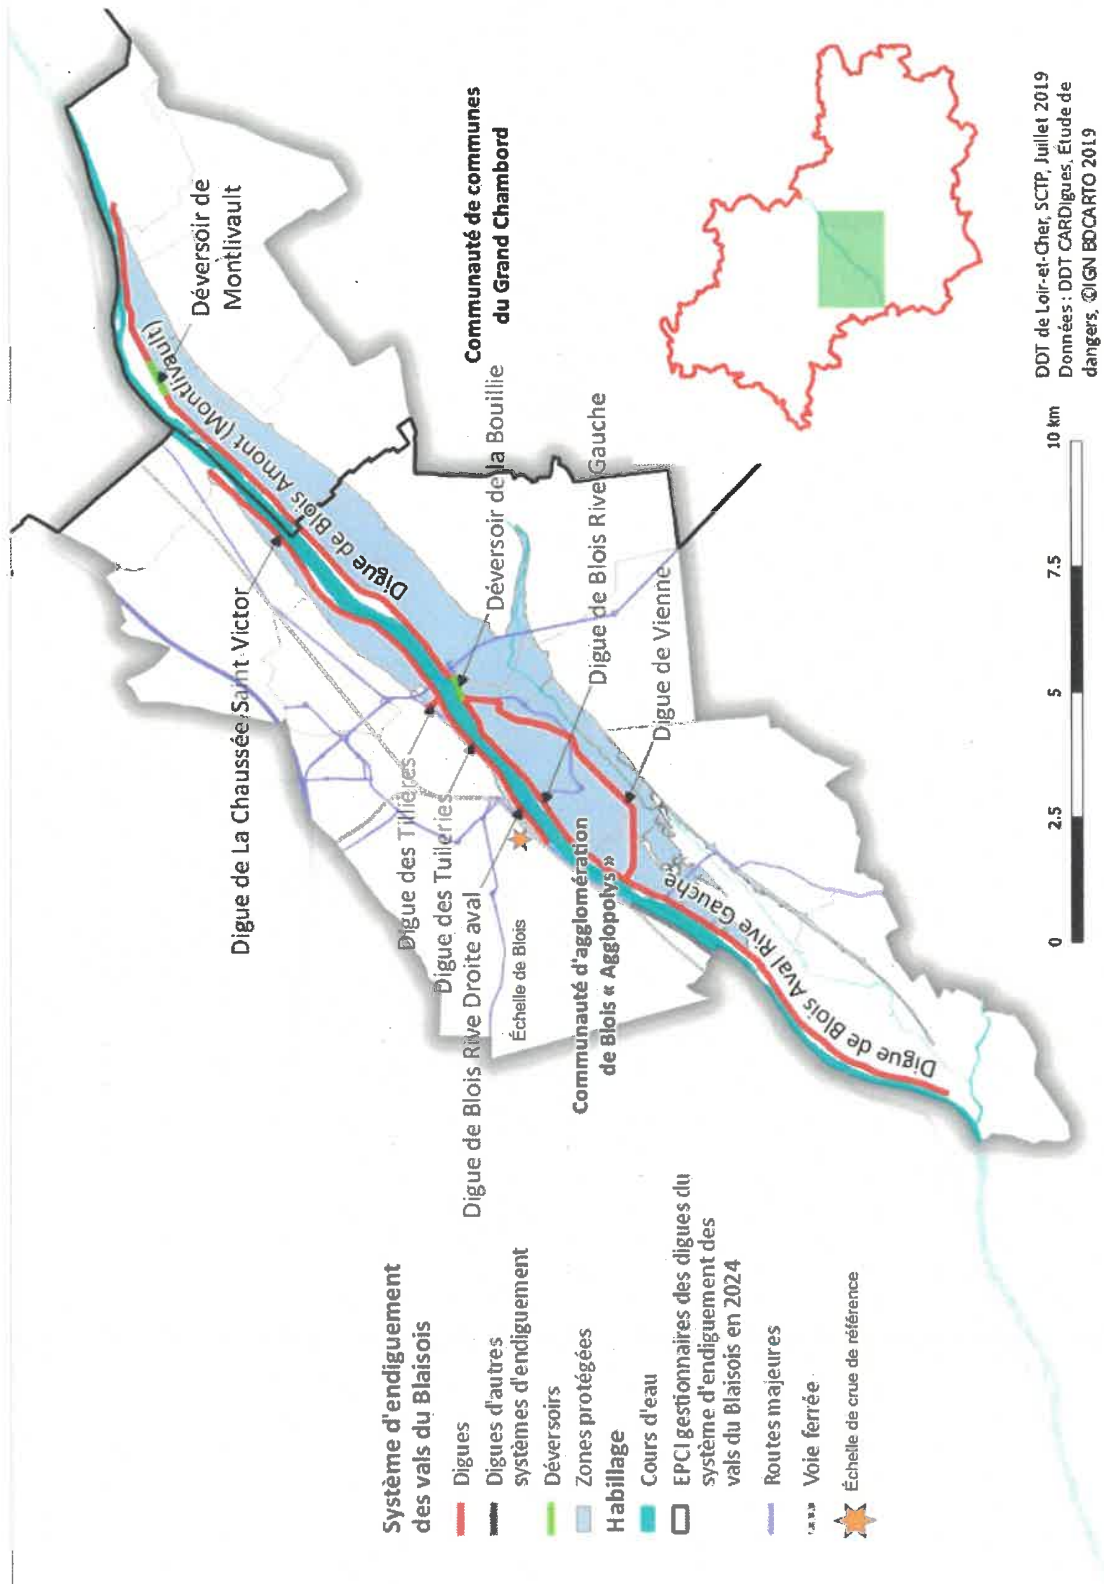 Système d'endiguement
des vals du Blaisois
Digues
Digues d'autres
systèmes d'endiguement
Déversoirs
Zones protégées
Habillage
Cours d'eau
EPCI gestionnaires des digues du
système d'endiguement des
vals du Blaisois en 2024
Routes majeures
Voie ferrée
Échelle de crue de référence
Digue de La Chaussée Saint Victor
Digue des Tillières
Digue des Tuileries
Digue de Blois Rive Droite aval
Échelle de Blois
Communauté d'agglomération
de Blois « Agglopolys »
Digue de Blois Aval Rive Gauche
Digue de Blois Amont (Montlivault)
Déversoir de
Montlivault
Communauté de communes
du Grand Chambord
Déversoir de la Bouillie
Digue de Blois Rive Gauche
Digue de Vienne
0 2.5 5 7.5 10 km
DDT de Loir-et-Cher, SCTP, Juillet 2019
Données : DDT CARDigues, Etude de
dangers, ©IGN BDCARTO 2019